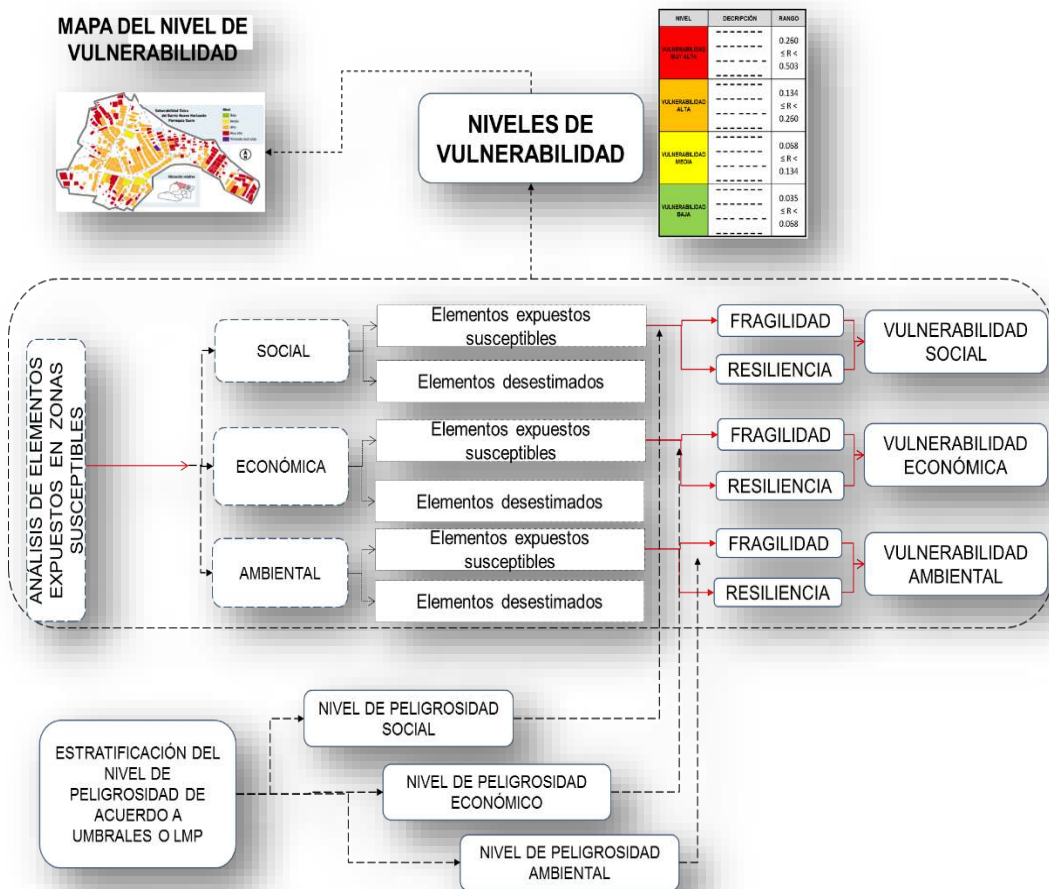 MAPA DEL NIVEL DE
VULNERABILIDAD
Nivel
NIVELES DE
VULNERABILIDAD
NIVEL DECRIPCIÓN RANGO
VULNERABILIDAD
MUY ALTA
0.260
≤ R <
0.503
VULNERABILIDAD
ALTA
0.134
≤ R <
0.260
VULNERABILIDAD
MEDIA
0.068
≤ R <
0.134
VULNERABILIDAD
BAJA
0.035
≤ R <
0.068
ANÁLISIS DE ELEMENTOS
EXPUESTOS EN ZONAS
SUSCEPTIBLES
SOCIAL
Elementos expuestos
susceptibles
Elementos desestimados
FRAGILIDAD
RESILIENCIA
VULNERABILIDAD
SOCIAL
ECONÓMICA
Elementos expuestos
susceptibles
Elementos desestimados
FRAGILIDAD
RESILIENCIA
VULNERABILIDAD
ECONÓMICA
AMBIENTAL
Elementos expuestos
susceptibles
Elementos desestimados
FRAGILIDAD
RESILIENCIA
VULNERABILIDAD
AMBIENTAL
ESTRATIFICACIÓN DEL
NIVEL DE
PELIGROSIDAD DE
ACUERDO A
UMBRALES O LMP
NIVEL DE PELIGROSIDAD
SOCIAL
NIVEL DE PELIGROSIDAD
ECONÓMICO
NIVEL DE PELIGROSIDAD
AMBIENTAL